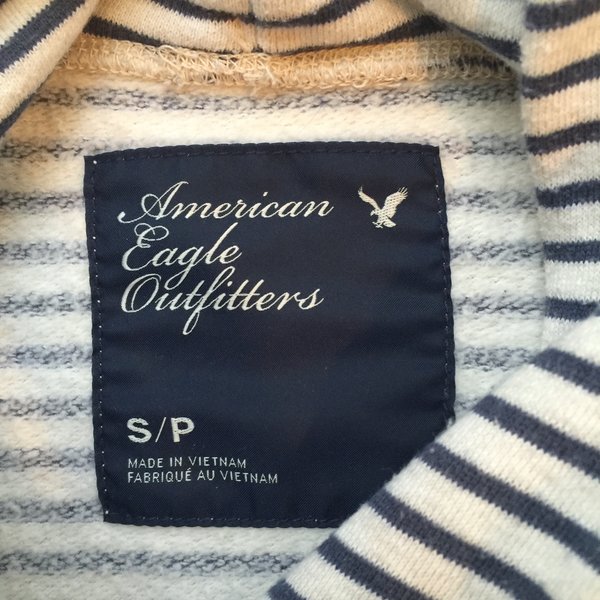 American
Eagle
Outfitters
S/P
MADE IN VIETNAM
FABRIQUÉ AU VIETNAM